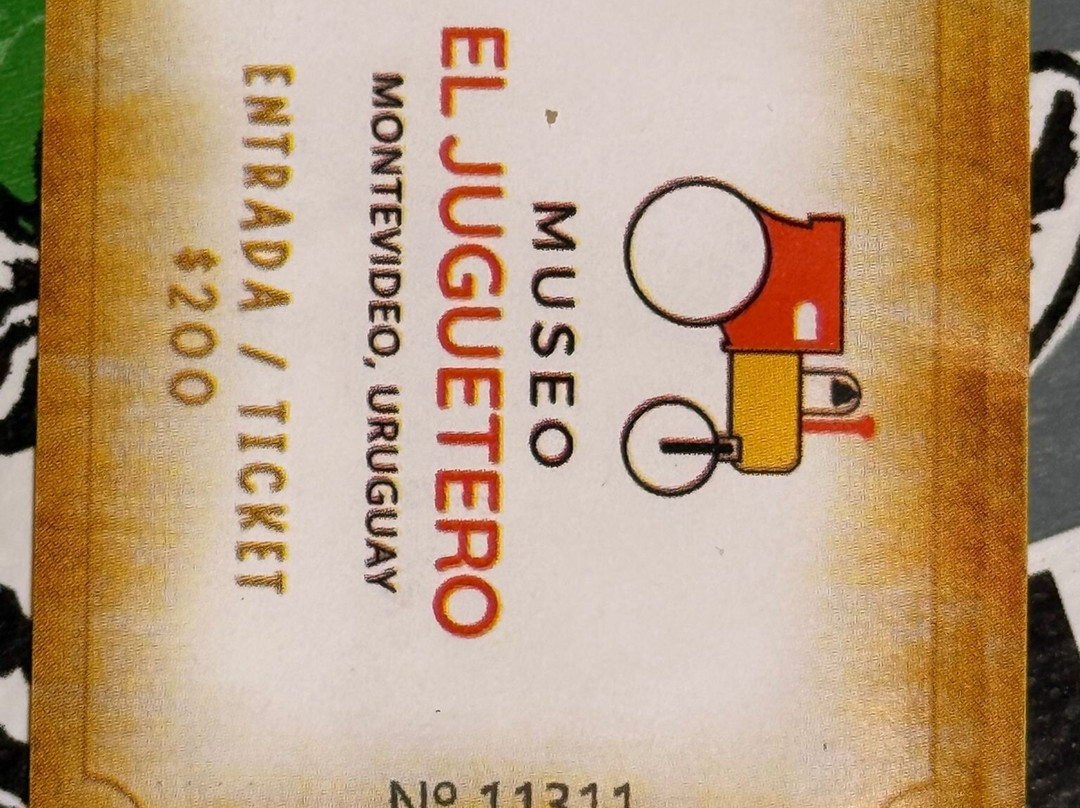 MUSEO
EL JUGUETERO
MONTEVIDEO, URUGUAY
ENTRADA / TICKET
$200
Nº 11311